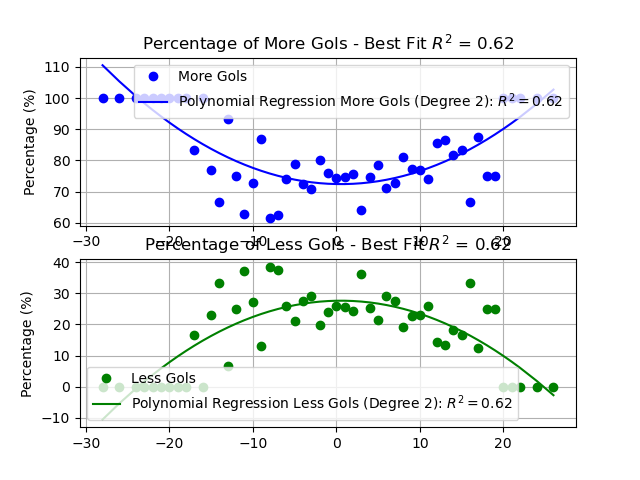 Percentage of More Gols - Best Fit R² = 0.62
Percentage (%)
110
100
90
80
70
60
More Gols
Polynomial Regression More Gols (Degree 2): R² = 0.62
−30 −20 −10 0 10 20
Percentage of Less Gols - Best Fit R² = 0.62
Percentage (%)
40
30
20
10
0
−10
Less Gols
Polynomial Regression Less Gols (Degree 2): R² = 0.62
−30 −20 −10 0 10 20